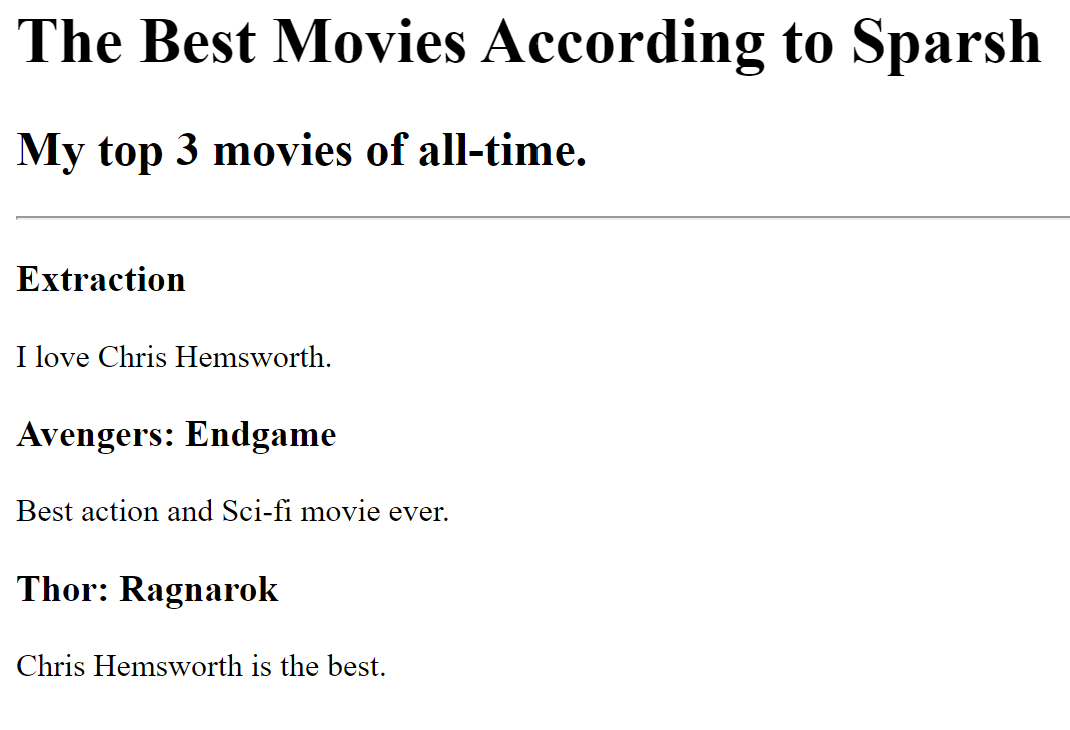 The Best Movies According to Sparsh
My top 3 movies of all-time.
Extraction
I love Chris Hemsworth.
Avengers: Endgame
Best action and Sci-fi movie ever.
Thor: Ragnarok
Chris Hemsworth is the best.